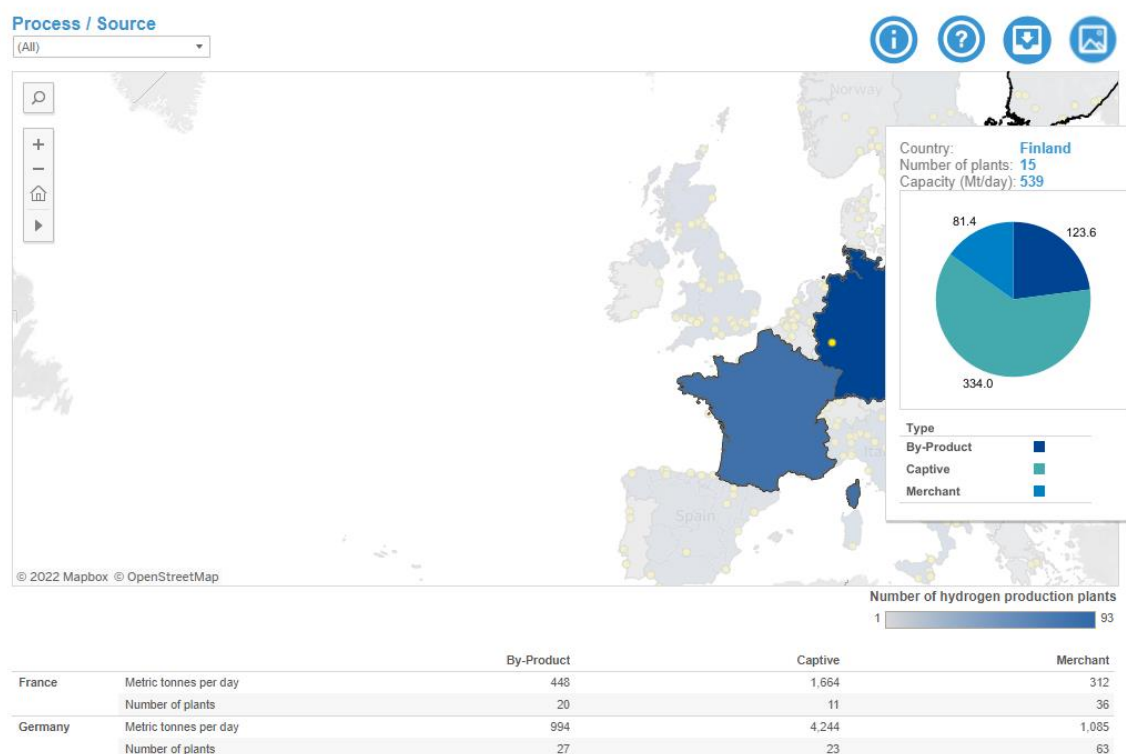 Process / Source
(All)
Norway
Country: Finland
Number of plants: 15
Capacity (Mt/day): 539
81.4
123.6
334.0
Type
By-Product
Captive
Merchant
Ita
Spain
© 2022 Mapbox © OpenStreetMap
Number of hydrogen production plants
1 93
By-Product Captive Merchant
France Metric tonnes per day 448 1,664 312
Number of plants 20 11 36
Germany Metric tonnes per day 994 4,244 1,085
Number of plants 27 23 63